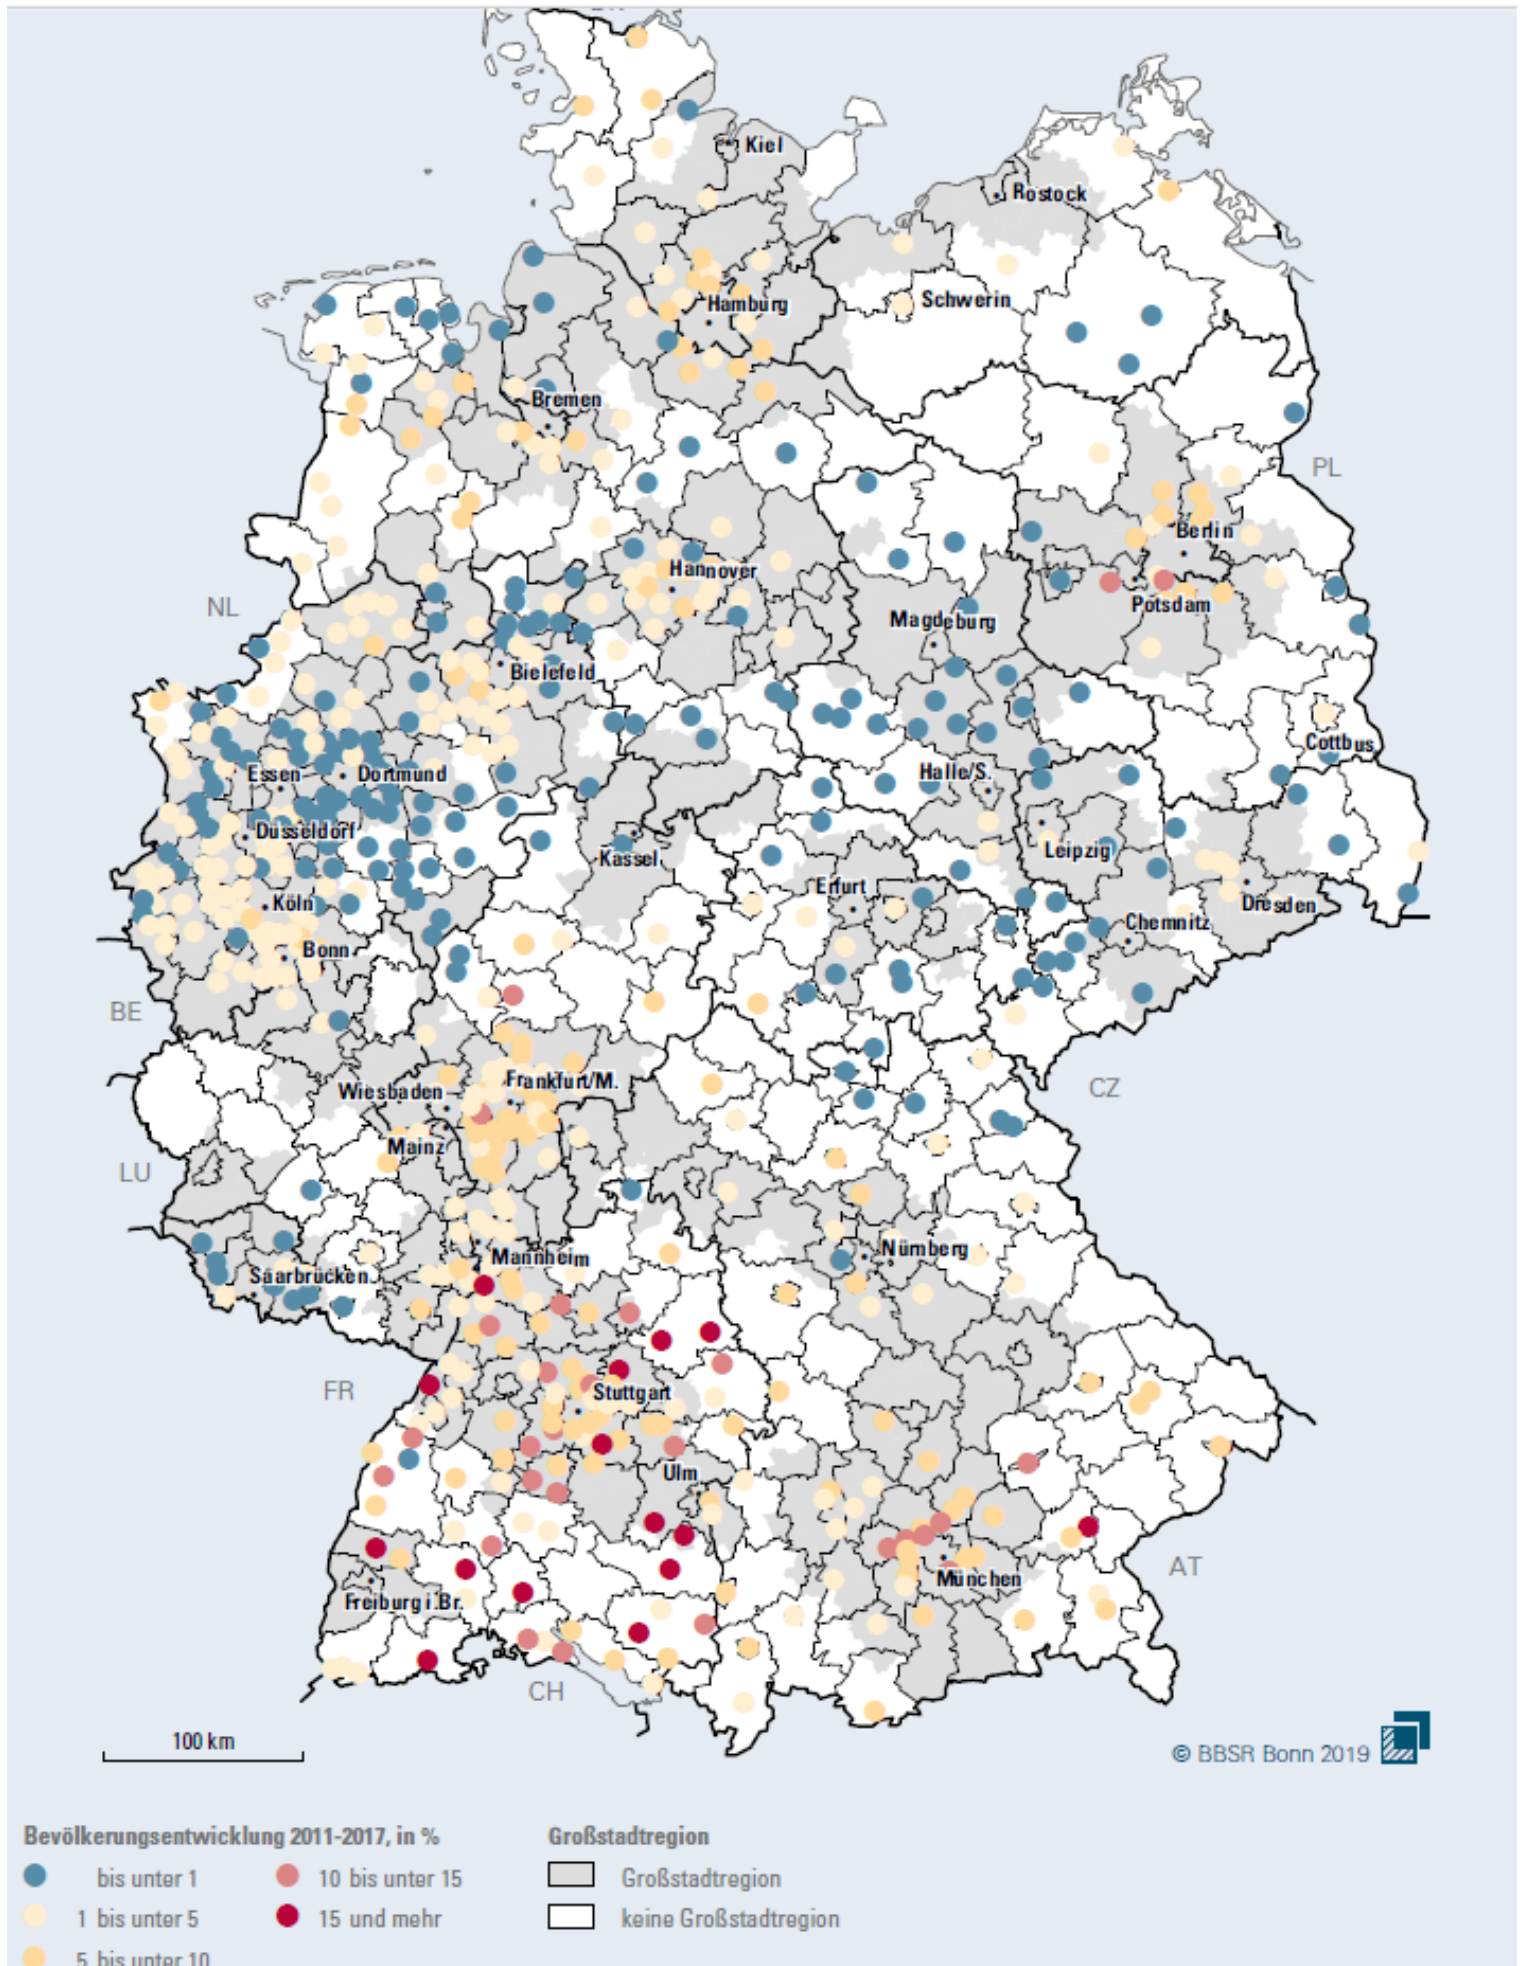 Kiel
Rostock
Schwerin
Hamburg
Bremen
PL
Berlin
Hannover
Potsdam
NL
Magdeburg
Bielefeld
Cottbus
Essen
Dortmund
Halle/S.
Düsseldorf
Leipzig
Kassel
Erfurt
Köln
Dresden
Chemnitz
Bonn
BE
Frankfurt/M.
Wiesbaden
CZ
Mainz
LU
Nürnberg
Mannheim
Saarbrücken
FR
Stuttgart
Ulm
AT
München
Freiburg i.Br.
CH
100 km
© BBSR Bonn 2019
Bevölkerungsentwicklung 2011-2017, in %
bis unter 1
1 bis unter 5
5 bis unter 10
10 bis unter 15
15 und mehr
Großstadtregion
Großstadtregion
keine Großstadtregion